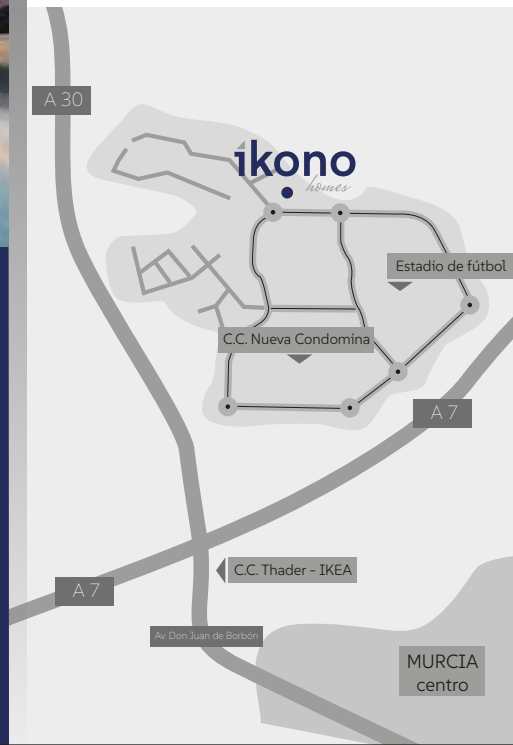 A 30
ikono
homes
Estadio de fútbol
C.C. Nueva Condomina
A 7
C.C. Thader - IKEA
A 7
Av. Don Juan de Borbón
MURCIA
centro